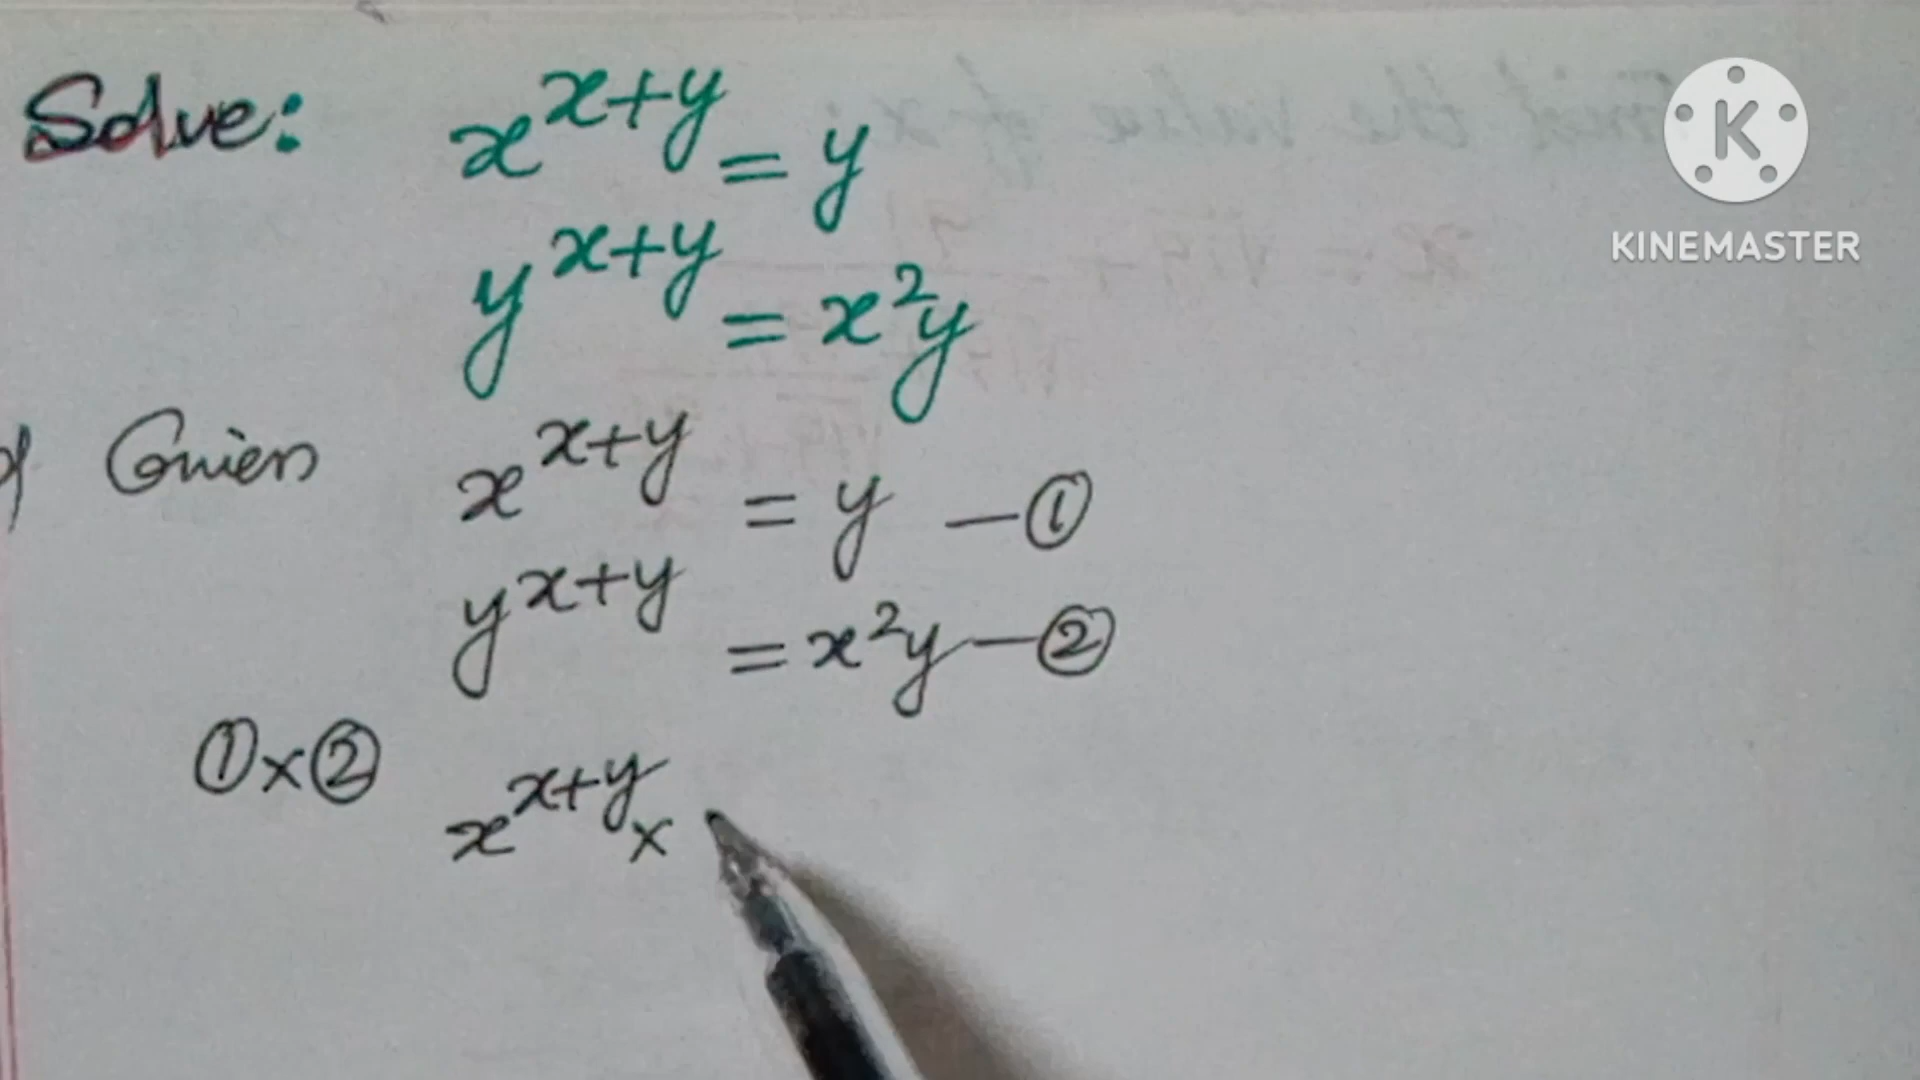 Solve: x^{x+y} = y
y^{x+y} = x²y
Given x^{x+y} = y — ①
y^{x+y} = x²y — ②
①×② x^{x+y} ×
K
KINEMASTER